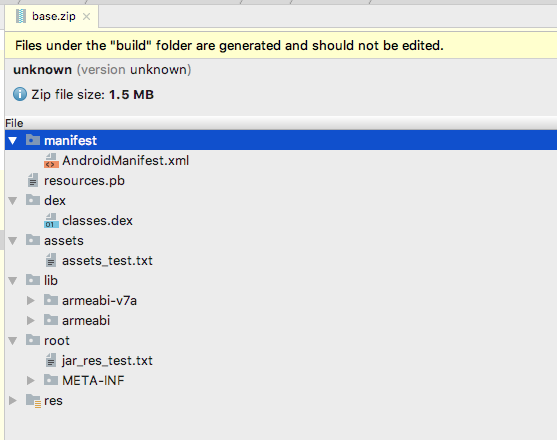 base.zip
Files under the "build" folder are generated and should not be edited.
unknown (version unknown)
Zip file size: 1.5 MB
File
manifest
AndroidManifest.xml
resources.pb
dex
classes.dex
assets
assets_test.txt
lib
armeabi-v7a
armeabi
root
jar_res_test.txt
META-INF
res